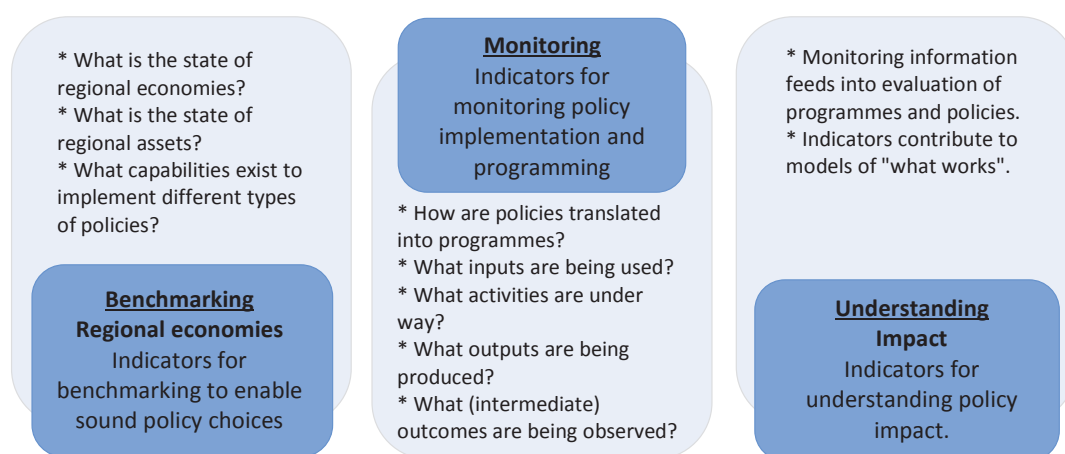 * What is the state of
regional economies?
* What is the state of
regional assets?
* What capabilities exist to
implement different types
of policies?
Benchmarking
Regional economies
Indicators for
benchmarking to enable
sound policy choices
Monitoring
Indicators for
monitoring policy
implementation and
programming
* How are policies translated
into programmes?
* What inputs are being used?
* What activities are under
way?
* What outputs are being
produced?
* What (intermediate)
outcomes are being observed?
* Monitoring information
feeds into evaluation of
programmes and policies.
* Indicators contribute to
models of "what works".
Understanding
Impact
Indicators for
understanding policy
impact.